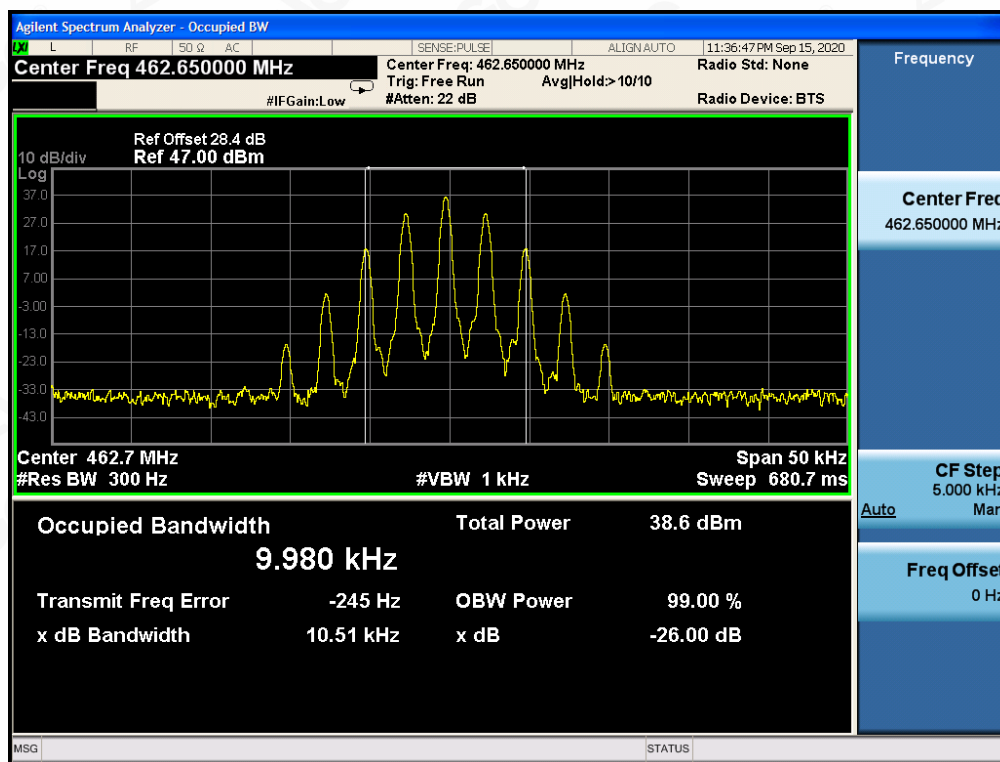 Agilent Spectrum Analyzer - Occupied BW
LXI L RF 50 Ω AC SENSE:PULSE ALIGN AUTO 11:36:47 PM Sep 15, 2020
Center Freq 462.650000 MHz
Center Freq: 462.650000 MHz
Radio Std: None
Trig: Free Run Avg|Hold:>10/10
#IFGain:Low
#Atten: 22 dB
Radio Device: BTS
Ref Offset 28.4 dB
10 dB/div Ref 47.00 dBm
Log
37.0
27.0
17.0
7.00
-3.00
-13.0
-23.0
-33.0
-43.0
Center 462.7 MHz Span 50 kHz
#Res BW 300 Hz #VBW 1 kHz Sweep 680.7 ms
Occupied Bandwidth Total Power 38.6 dBm
9.980 kHz
Transmit Freq Error -245 Hz OBW Power 99.00 %
x dB Bandwidth 10.51 kHz x dB -26.00 dB
MSG STATUS
Frequency
Center Freq
462.650000 MHz
CF Step
5.000 kHz
Auto Man
Freq Offset
0 Hz